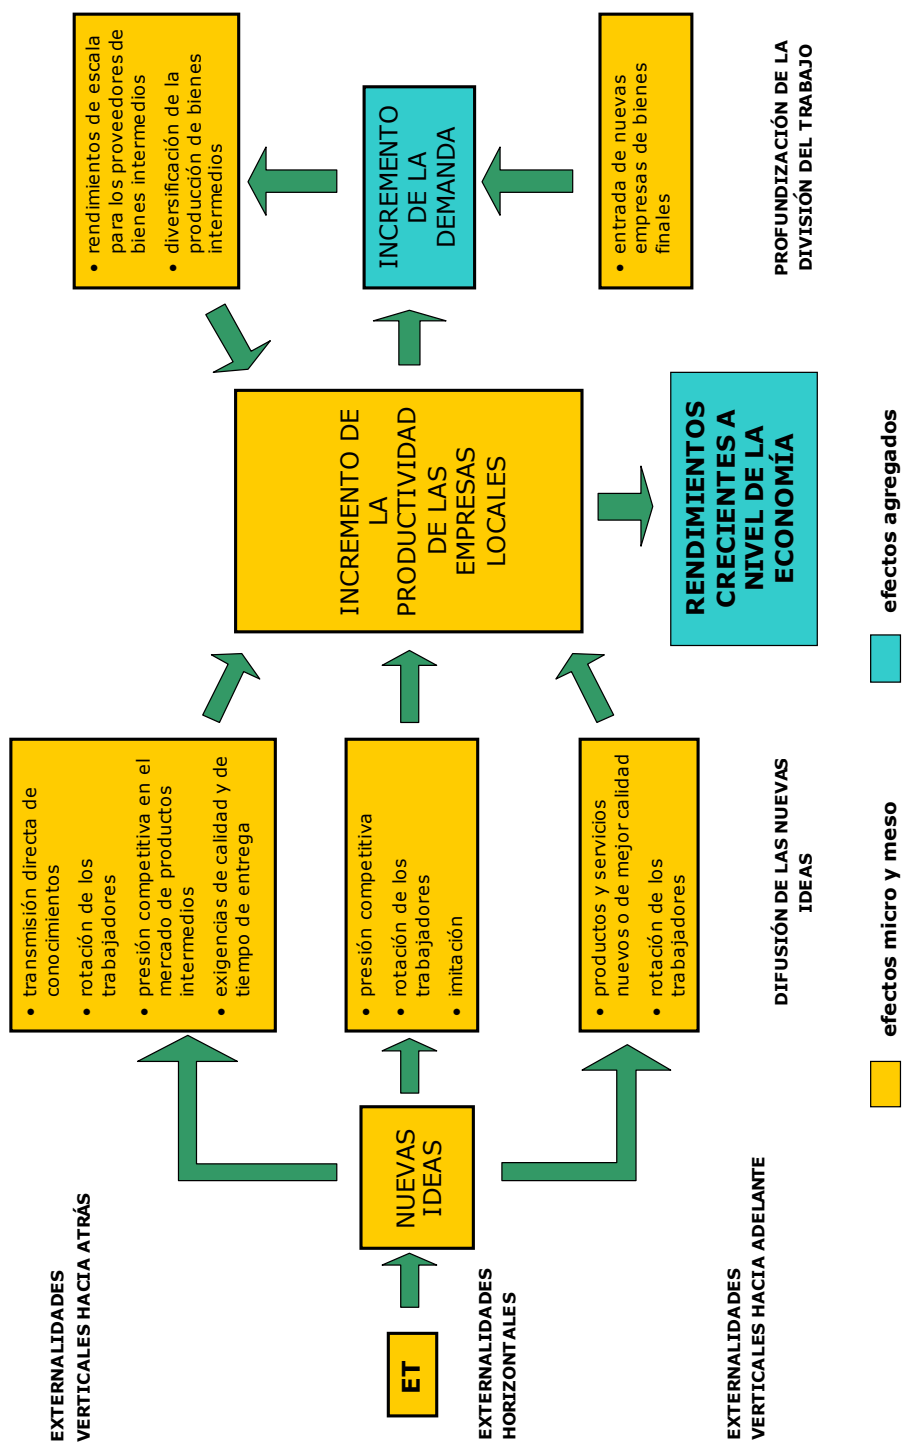 EXTERNALIDADES
VERTICALES HACIA ATRÁS
ET
EXTERNALIDADES
HORIZONTALES
EXTERNALIDADES
VERTICALES HACIA ADELANTE
NUEVAS
IDEAS
• transmisión directa de
conocimientos
• rotación de los
trabajadores
• presión competitiva en el
mercado de productos
intermedios
• exigencias de calidad y de
tiempo de entrega
• presión competitiva
• rotación de los
trabajadores
• imitación
• productos y servicios
nuevos o de mejor calidad
• rotación de los
trabajadores
DIFUSIÓN DE LAS NUEVAS
IDEAS
INCREMENTO DE
LA
PRODUCTIVIDAD
DE LAS
EMPRESAS
LOCALES
RENDIMIENTOS
CRECIENTES A
NIVEL DE LA
ECONOMÍA
• rendimientos de escala
para los proveedores de
bienes intermedios
• diversificación de la
producción de bienes
intermedios
INCREMENTO
DE LA
DEMANDA
• entrada de nuevas
empresas de bienes
finales
PROFUNDIZACIÓN DE LA
DIVISIÓN DEL TRABAJO
efectos micro y meso
efectos agregados